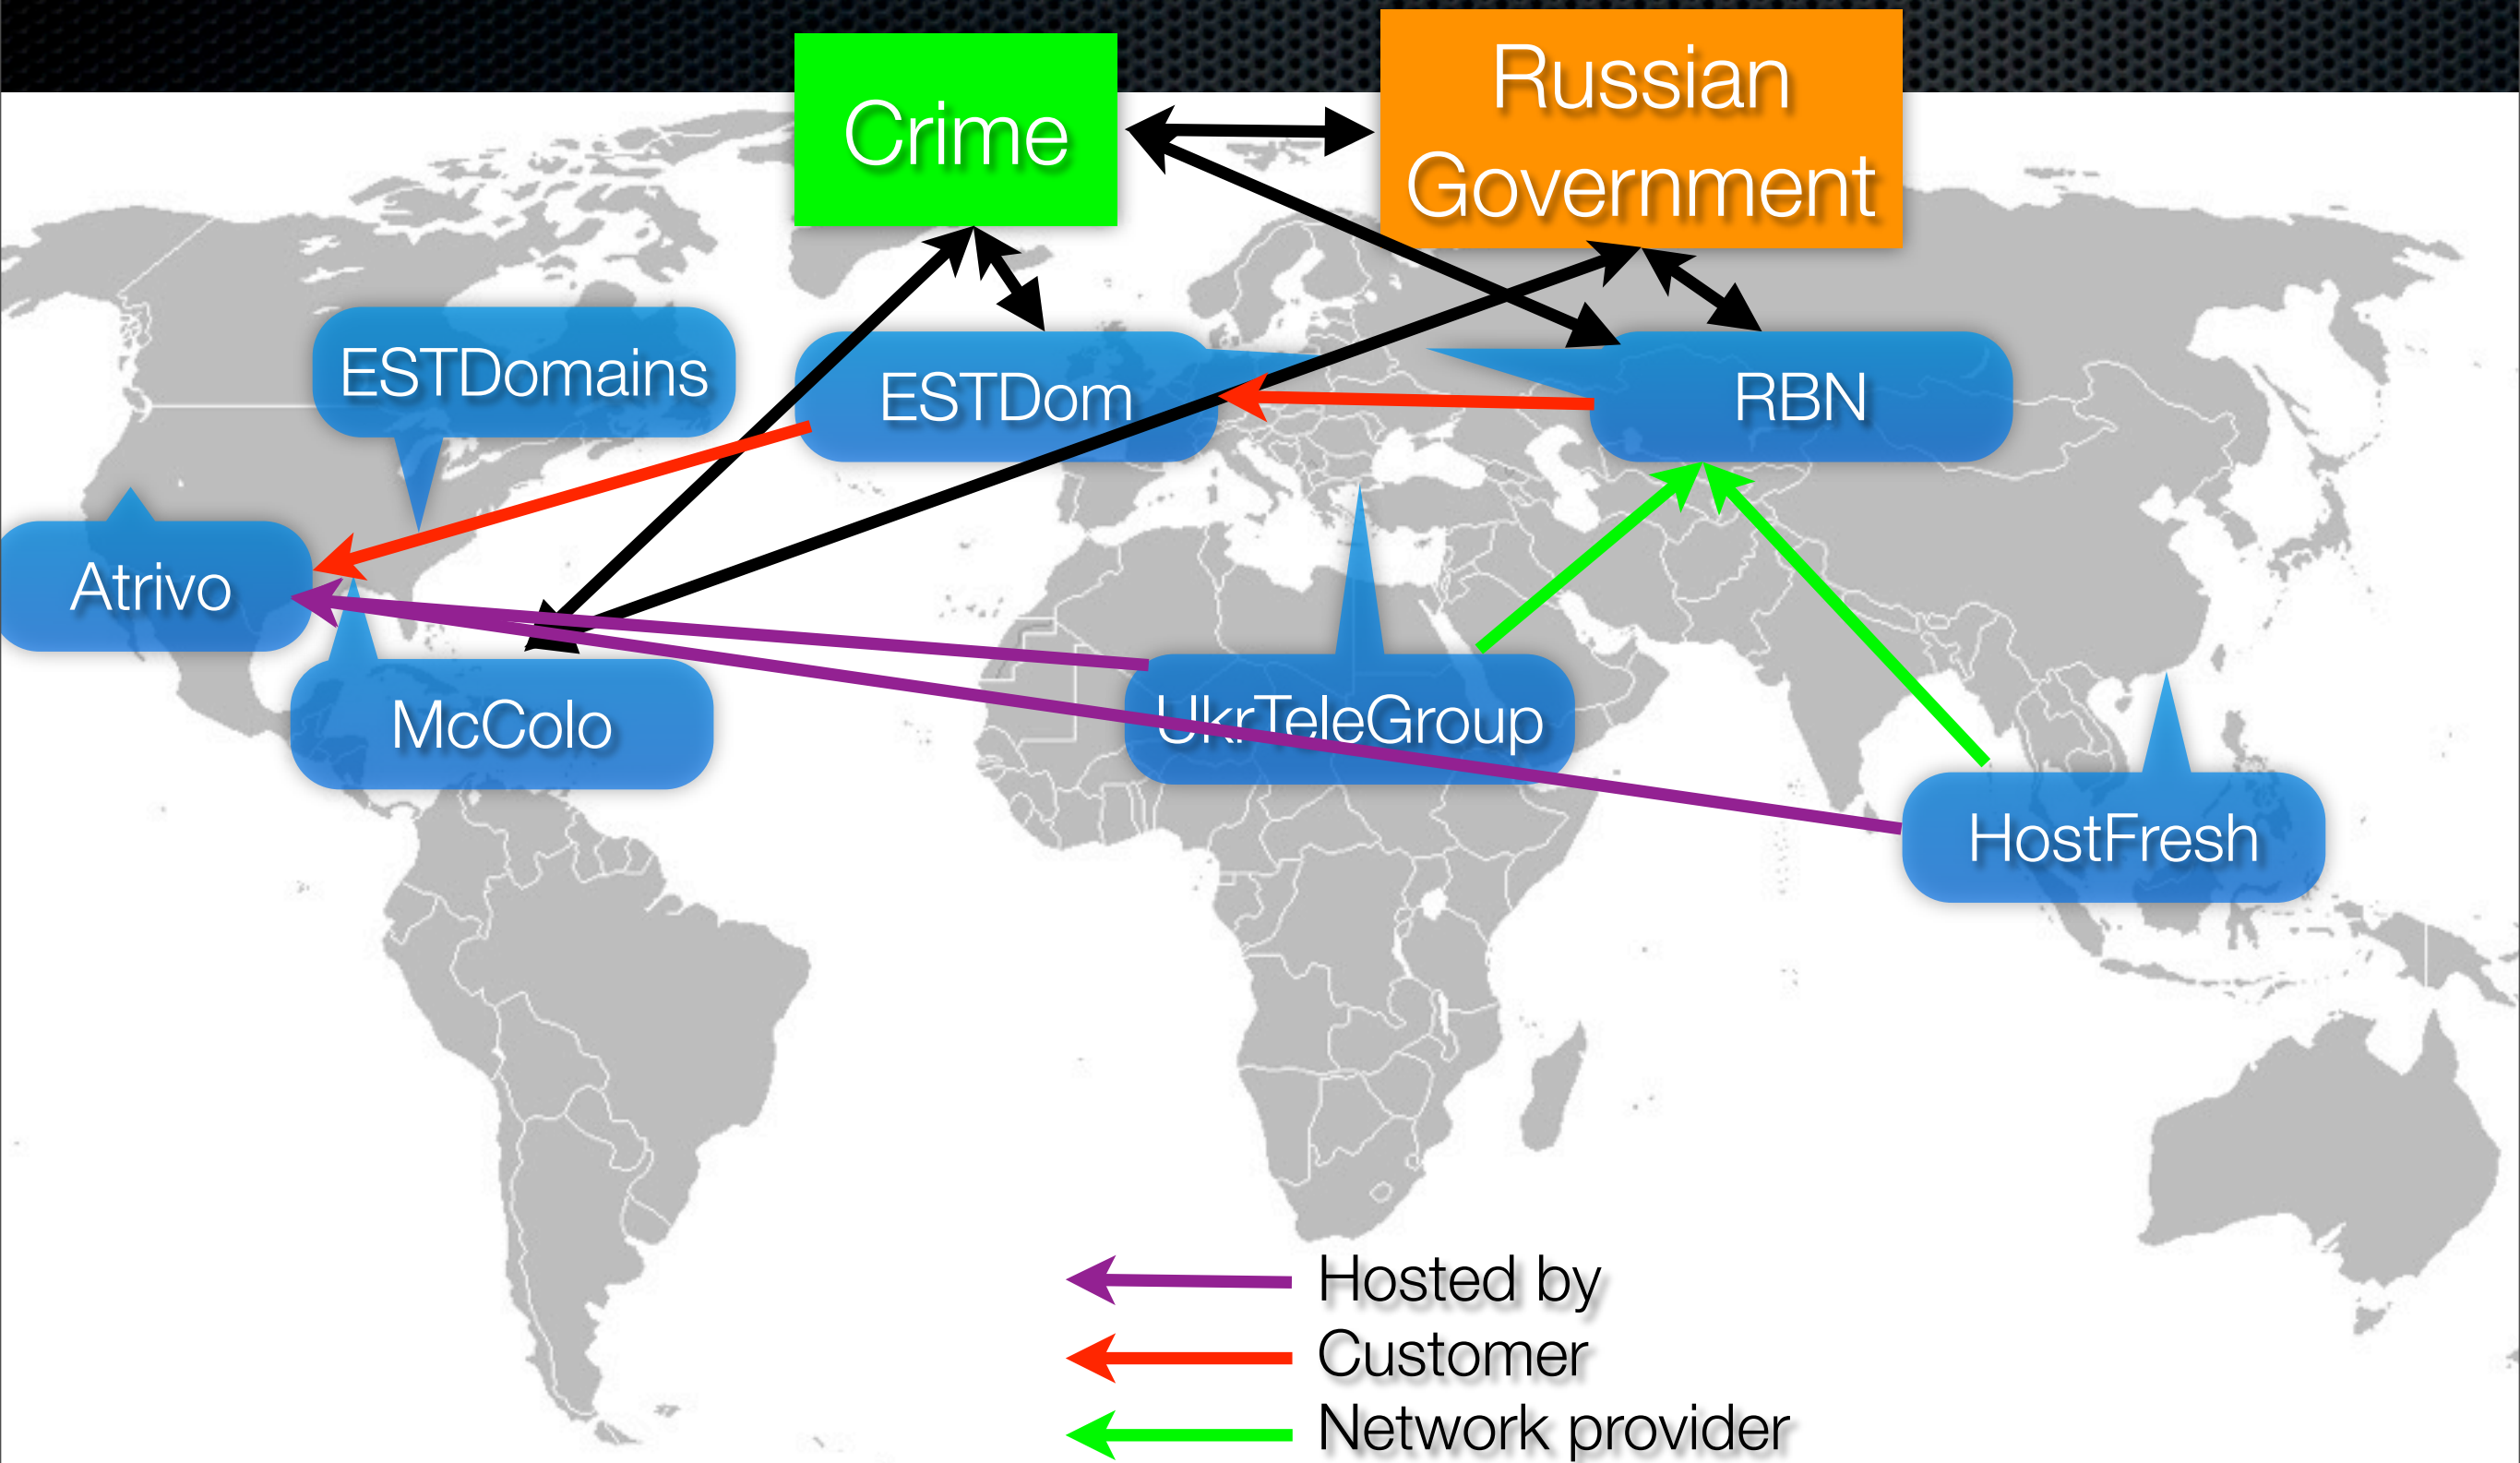 Crime
Russian
Government
ESTDomains
ESTDom
RBN
Atrivo
McColo
UkrTeleGroup
HostFresh
Hosted by
Customer
Network provider